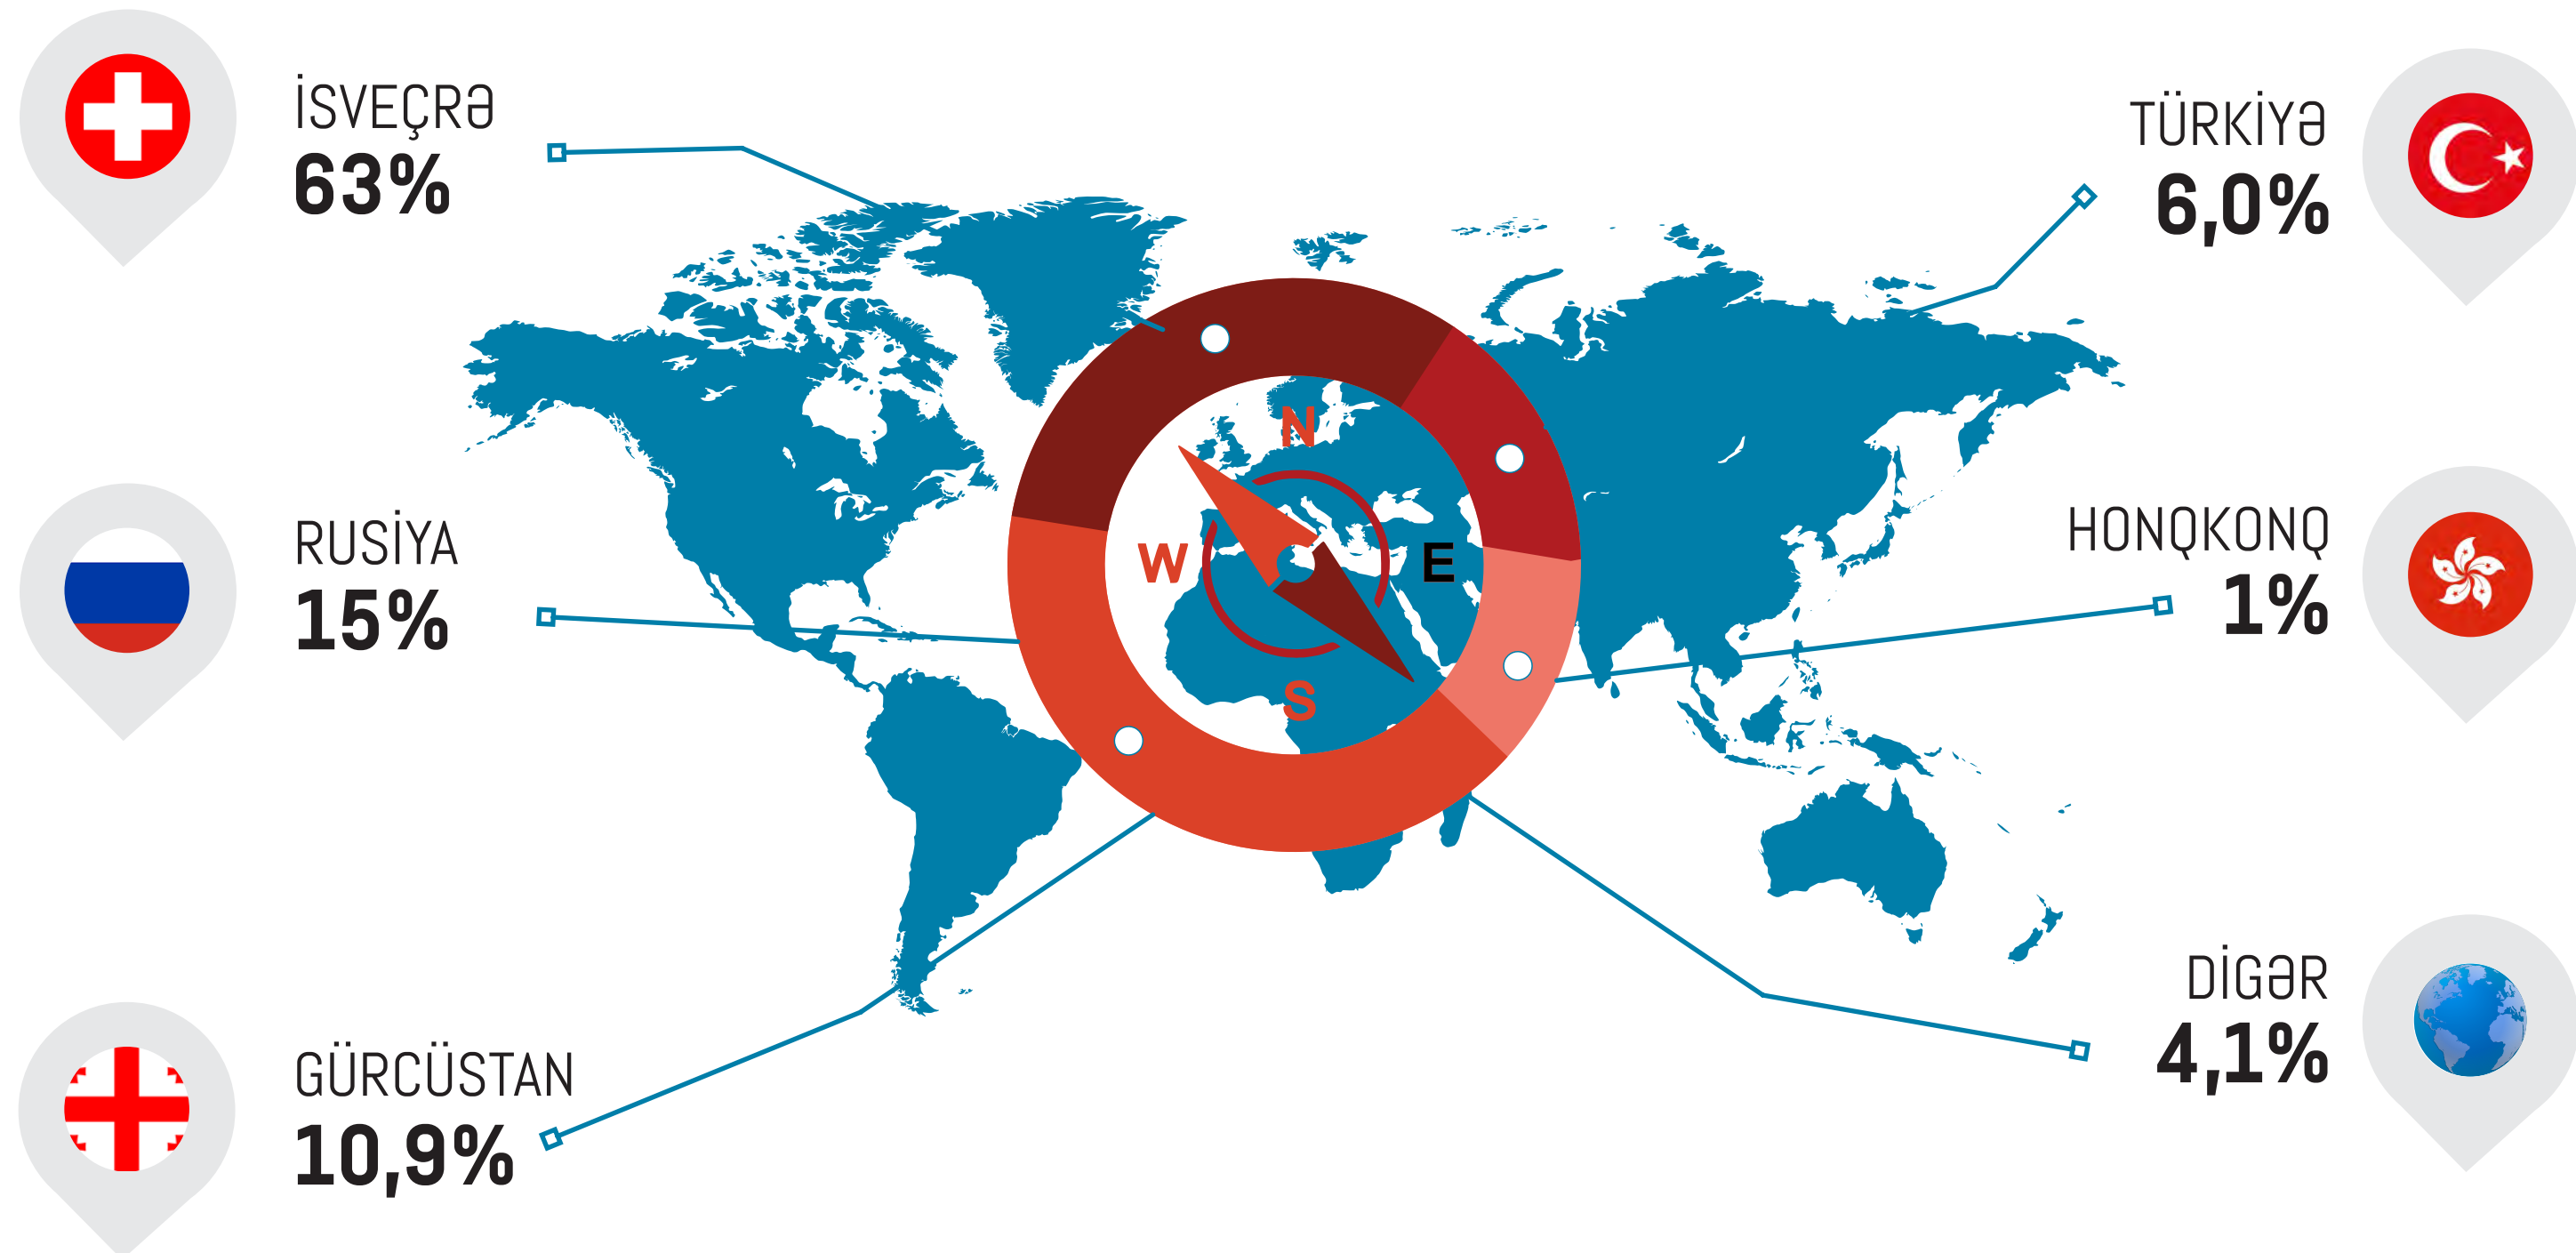 İSVEÇRƏ
63%
RUSİYA
15%
GÜRCÜSTAN
10,9%
N
W
E
S
TÜRKİYƏ
6,0%
HONQKONQ
1%
DİGƏR
4,1%